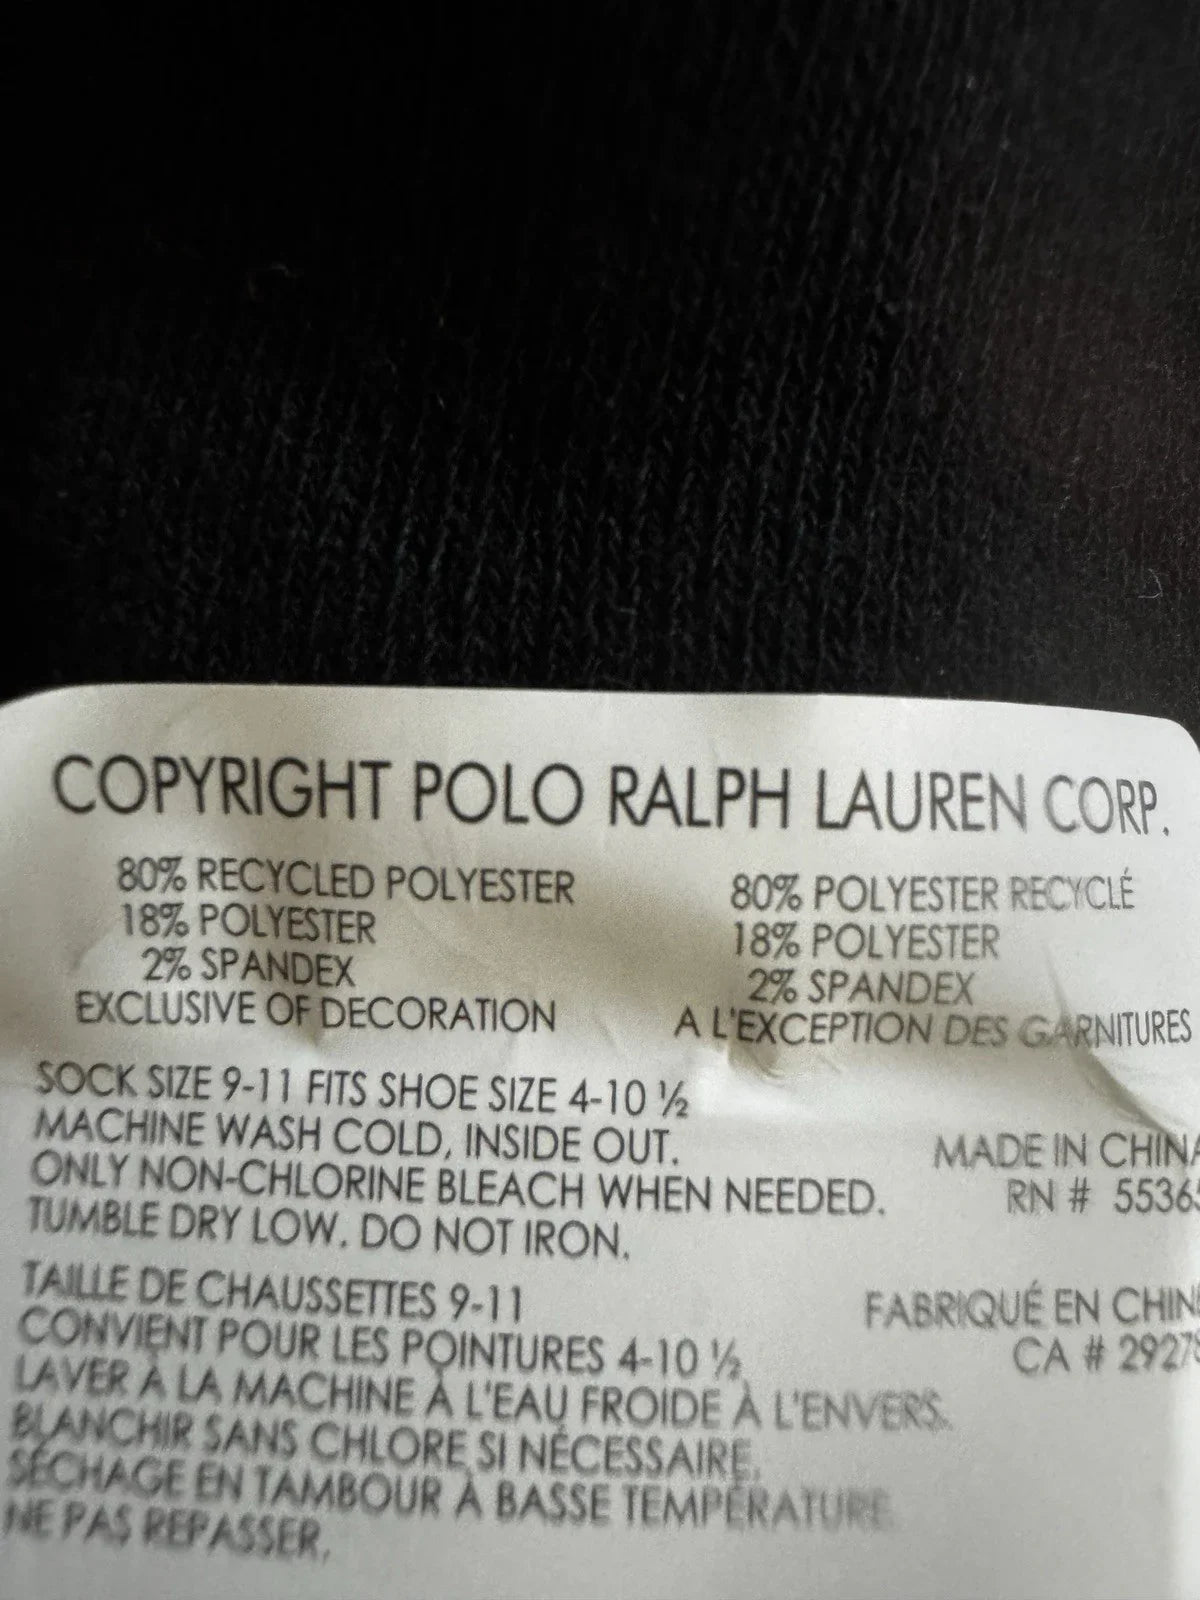 COPYRIGHT POLO RALPH LAUREN CORP.
80% RECYCLED POLYESTER
18% POLYESTER
2% SPANDEX
EXCLUSIVE OF DECORATION
80% POLYESTER RECYCLÉ
18% POLYESTER
2% SPANDEX
A L'EXCEPTION DES GARNITURES
SOCK SIZE 9-11 FITS SHOE SIZE 4-10 ½
MACHINE WASH COLD, INSIDE OUT.
ONLY NON-CHLORINE BLEACH WHEN NEEDED.
TUMBLE DRY LOW. DO NOT IRON.
MADE IN CHINA
RN # 5536
TAILLE DE CHAUSSETTES 9-11
CONVIENT POUR LES POINTURES 4-10 ½
LAVER À LA MACHINE À L'EAU FROIDE À L'ENVERS.
BLANCHIR SANS CHLORE SI NÉCESSAIRE.
SÉCHAGE EN TAMBOUR À BASSE TEMPÉRATURE
NE PAS REPASSER.
FABRIQUÉ EN CHIN
CA # 2927